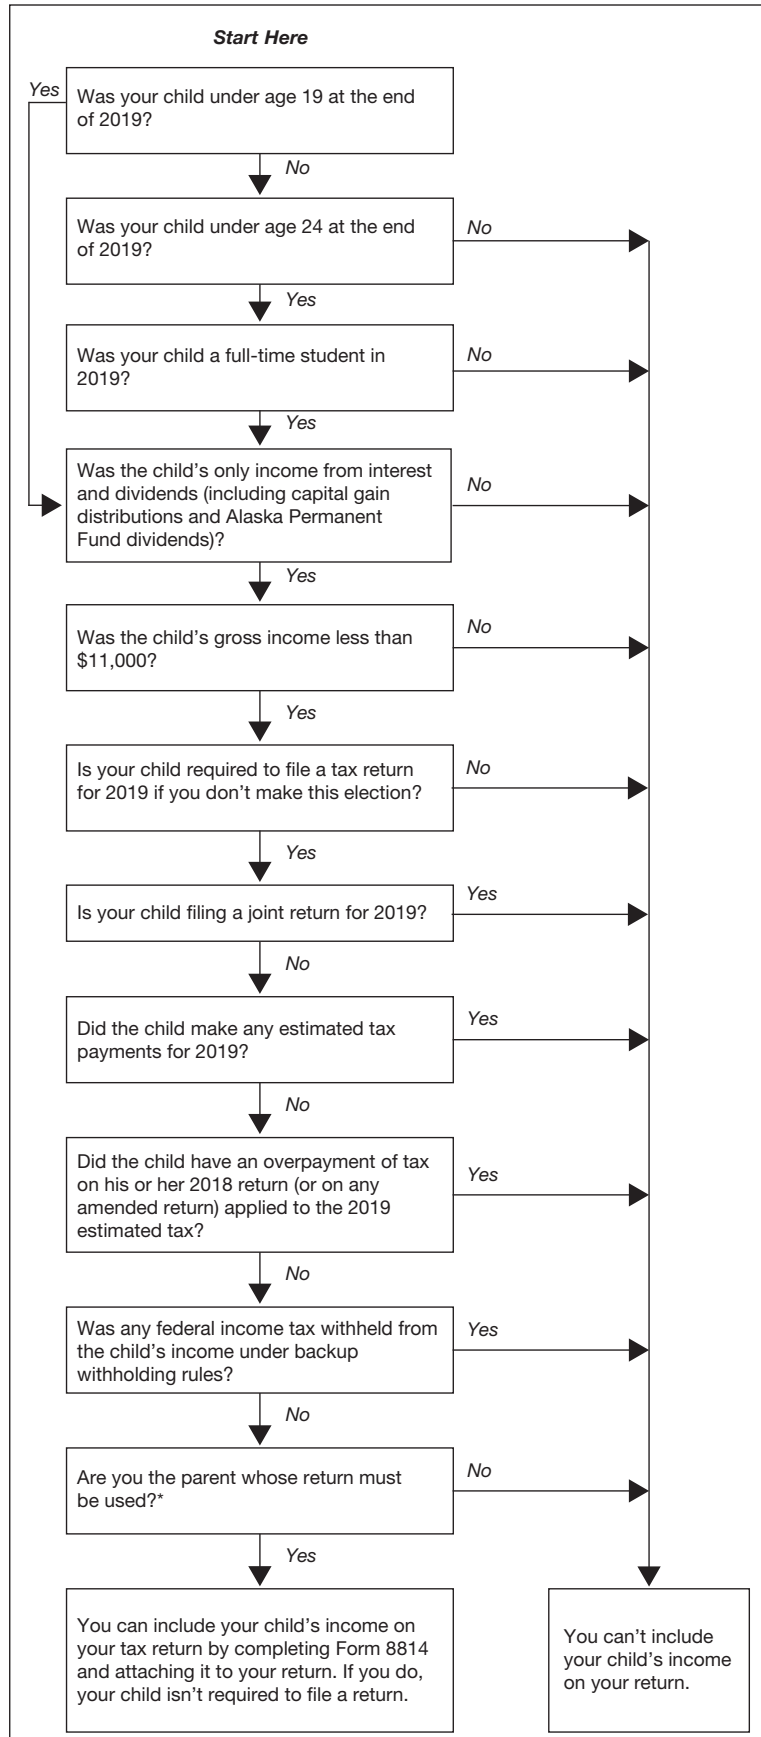 Start Here
Yes
Was your child under age 19 at the end
of 2019?
No
Was your child under age 24 at the end
of 2019?
No
Yes
Was your child a full-time student in
2019?
No
Yes
Was the child's only income from interest
and dividends (including capital gain
distributions and Alaska Permanent
Fund dividends)?
No
Yes
Was the child's gross income less than
$11,000?
No
Yes
Is your child required to file a tax return
for 2019 if you don't make this election?
No
Yes
Is your child filing a joint return for 2019?
Yes
No
Did the child make any estimated tax
payments for 2019?
Yes
No
Did the child have an overpayment of tax
on his or her 2018 return (or on any
amended return) applied to the 2019
estimated tax?
Yes
No
Was any federal income tax withheld from
the child's income under backup
withholding rules?
Yes
No
Are you the parent whose return must
be used?*
No
Yes
You can include your child's income on
your tax return by completing Form 8814
and attaching it to your return. If you do,
your child isn't required to file a return.
You can't include
your child's income
on your return.